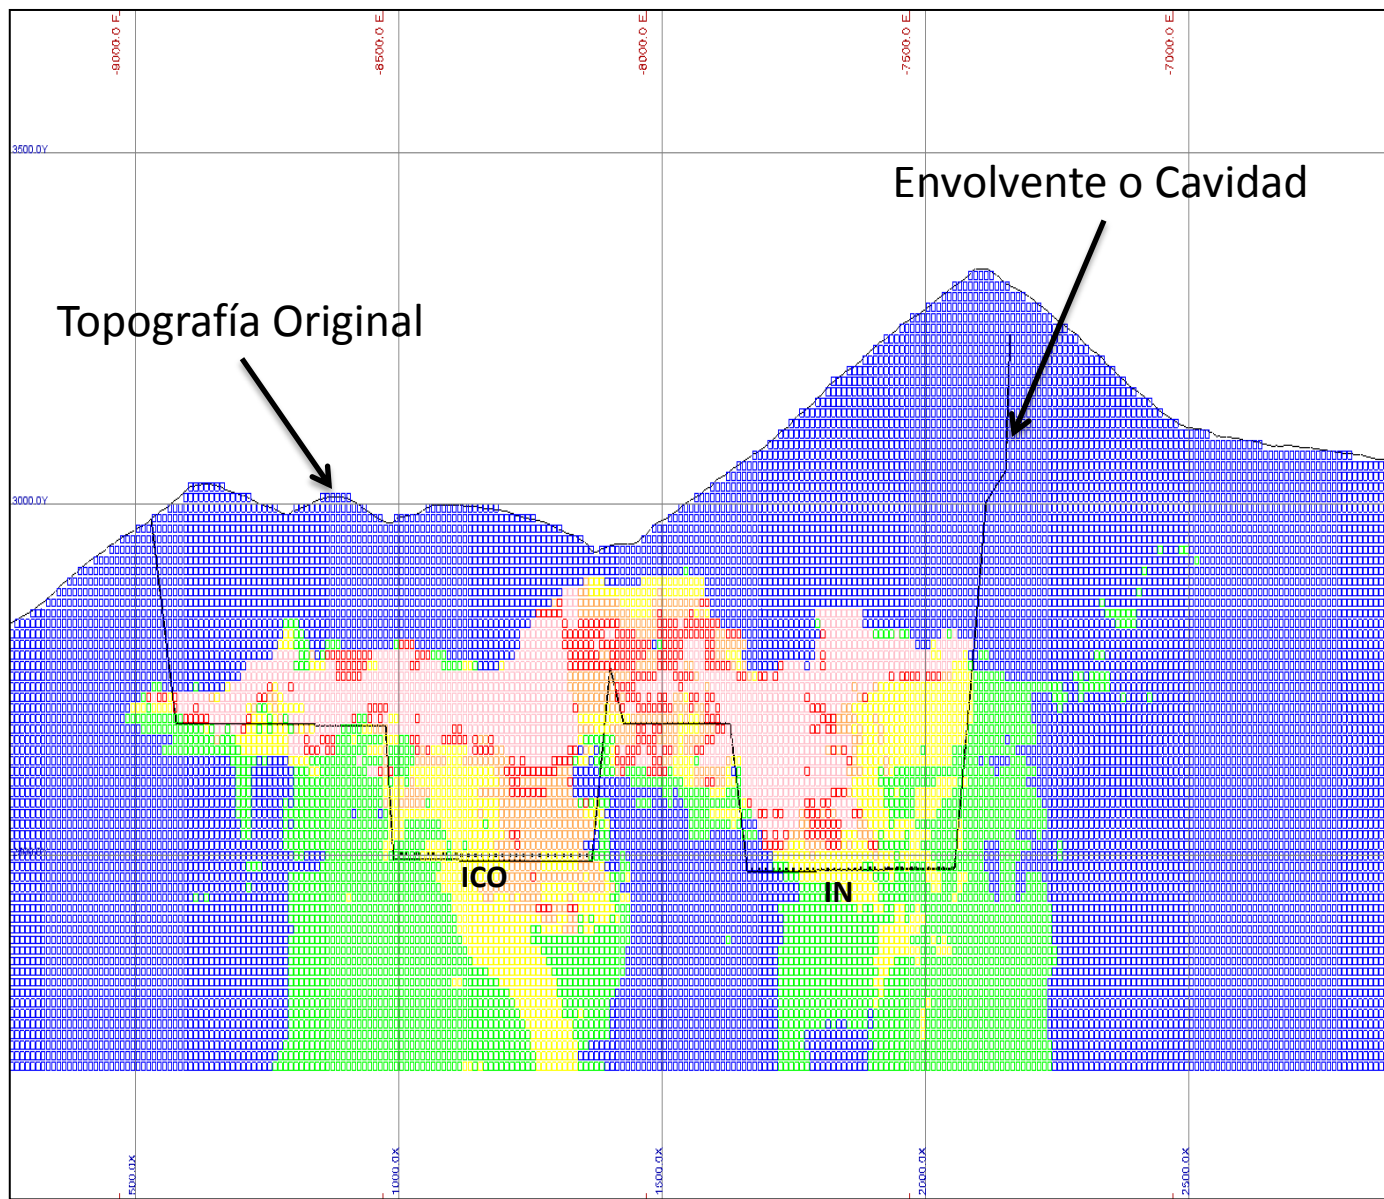 -9000.0 E
-8500.0 E
-8000.0 E
-7500.0 E
-7000.0 E
3500.0Y
Envolvente o Cavidad
Topografía Original
3000.0Y
ICO
IN
500.0X
1000.0X
1500.0X
2000.0X
2500.0X